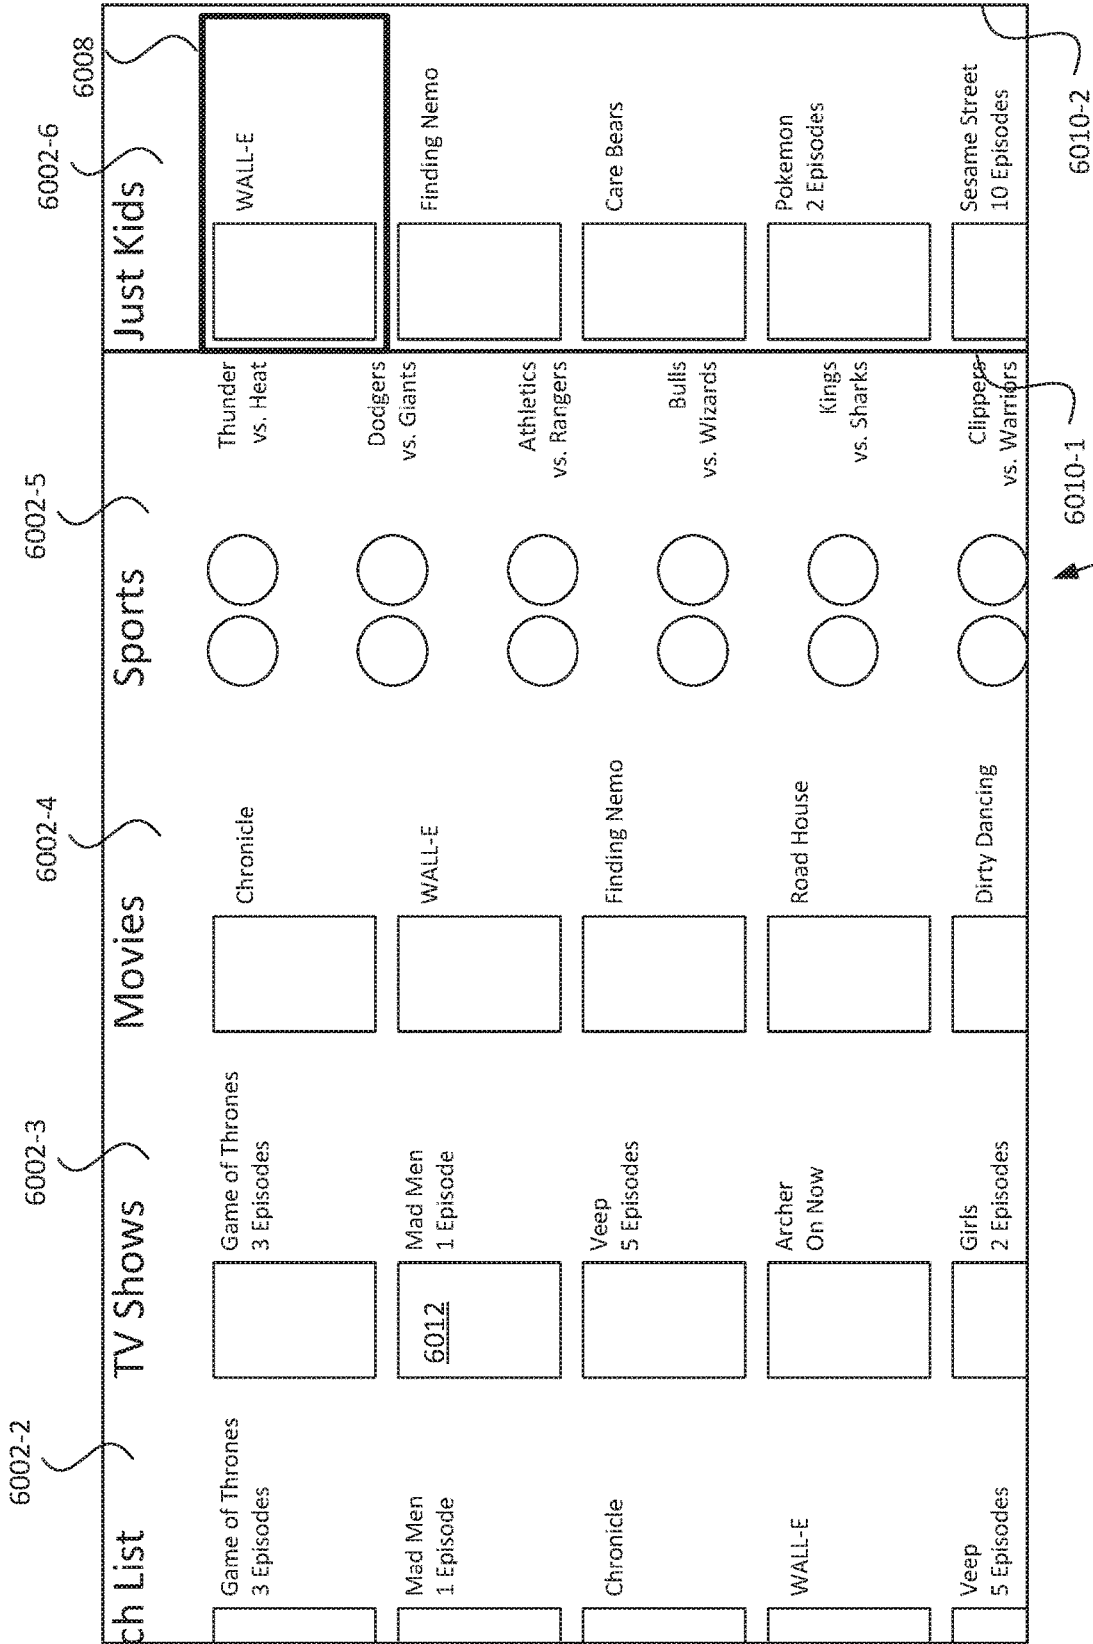 6002-2
6002-3
6002-4
6002-5
6002-6
6008
ch List
Game of Thrones
3 Episodes
Mad Men
1 Episode
Chronicle
WALL-E
Veep
5 Episodes
TV Shows
Game of Thrones
3 Episodes
6012
Mad Men
1 Episode
Veep
5 Episodes
Archer
On Now
Girls
2 Episodes
Movies
Chronicle
WALL-E
Finding Nemo
Road House
Dirty Dancing
Sports
Thunder
vs. Heat
Dodgers
vs. Giants
Athletics
vs. Rangers
Bulls
vs. Wizards
Kings
vs. Sharks
Clippers
vs. Warriors
Just Kids
WALL-E
Finding Nemo
Care Bears
Pokemon
2 Episodes
Sesame Street
10 Episodes
6010-1
6010-2